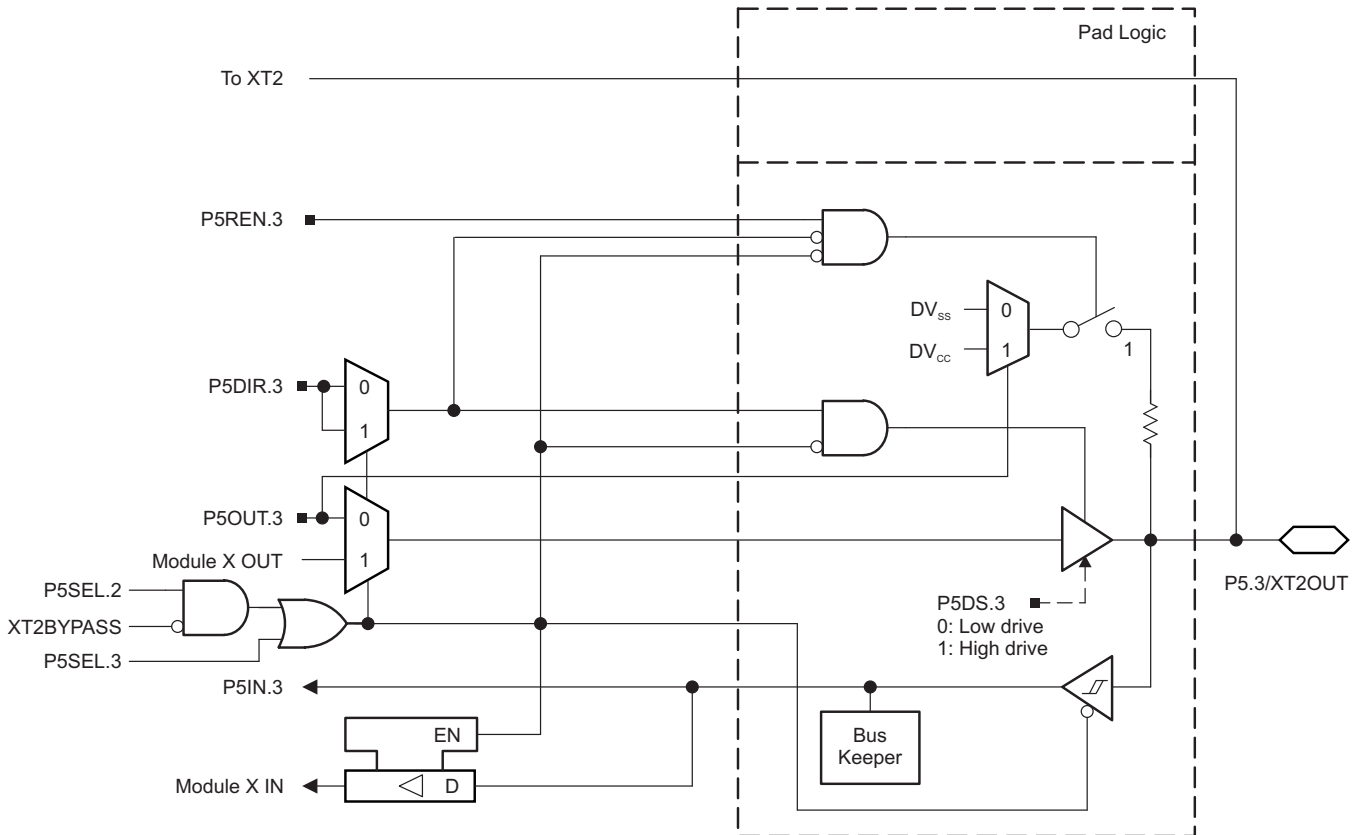 Pad Logic
To XT2
P5REN.3
DVSS
0
DVCC
1
1
P5DIR.3
0
1
P5OUT.3
0
Module X OUT
1
P5SEL.2
XT2BYPASS
P5SEL.3
P5DS.3
0: Low drive
1: High drive
P5.3/XT2OUT
P5IN.3
EN
Bus
Keeper
Module X IN
D